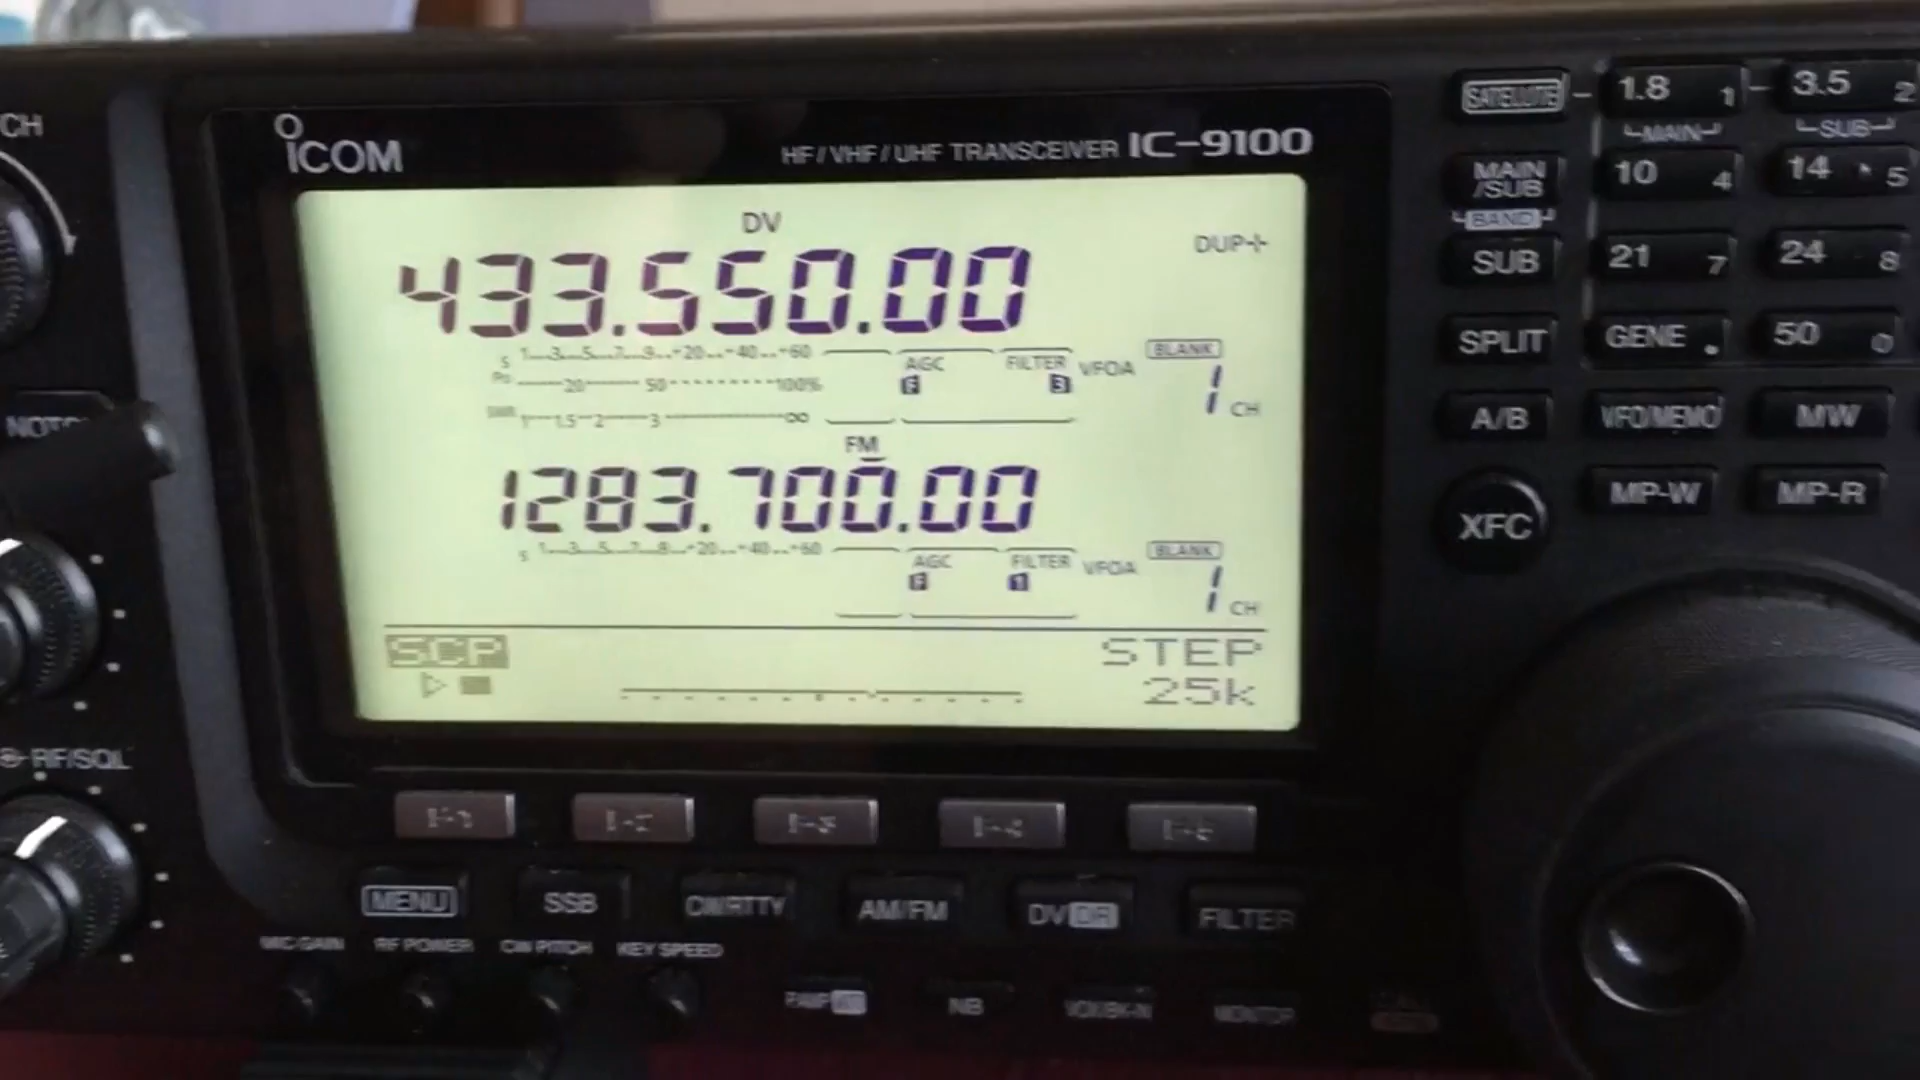 ICOM
HF/VHF/UHF TRANSCEIVER IC-9100
DV
433.550.00
DUP+
S 1 3 5 7 9 +20 +40 +60
Po 20 50 100%
SWR 1 1.5 2 3 ∞
AGC
F
FILTER
3
VFOA
BLANK
1 CH
FM
1283.700.00
S 1 3 5 7 9 +20 +40 +60
AGC
F
FILTER
1
VFOA
BLANK
1 CH
SCP
STEP
25k
MENU
SSB
CW/RTTY
AM/FM
DV DR
FILTER
MIC GAIN
RF POWER
CW PITCH
KEY SPEED
NB
VOX/BK-IN
MONITOR
CH
RF/SQL
SATELLITE
1.8 1
3.5 2
MAIN
SUB
MAIN
/SUB
10 4
14 5
BAND
SUB
21 7
24 8
SPLIT
GENE .
50 0
A/B
VFO/MEMO
MW
XFC
MP-W
MP-R